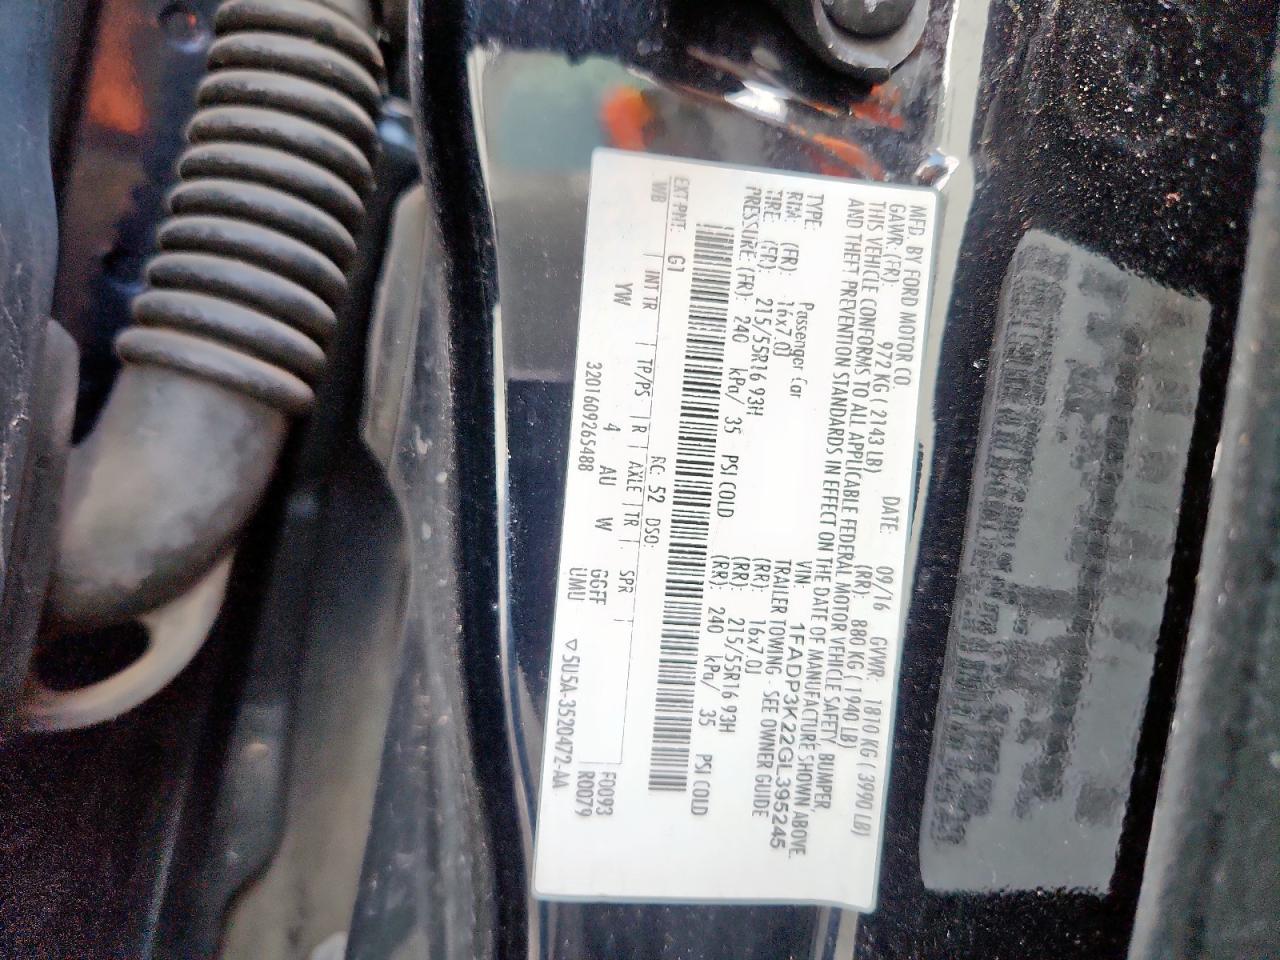 MFD. BY FORD MOTOR CO DATE: 09/16 GVWR: 1810 KG ( 3990 LB)
GAWR: (FR): 972 KG ( 2143 LB) (RR): 880 KG ( 1940 LB)
THIS VEHICLE CONFORMS TO ALL APPLICABLE FEDERAL MOTOR VEHICLE SAFETY, BUMPER,
AND THEFT PREVENTION STANDARDS IN EFFECT ON THE DATE OF MANUFACTURE SHOWN ABOVE.
VIN: 1FADP3K22GL395245
TYPE: Passenger Car TRAILER TOWING - SEE OWNER GUIDE
RIM: (FR): 16x7.0J (RR): 16x7.0J
TIRE: (FR): 215/55R16 93H (RR): 215/55R16 93H
PRESSURE: (FR): 240 kPa/ 35 PSI COLD (RR): 240 kPa/ 35 PSI COLD
EXT PNT: G1 RC: 52 DSO: F0093
WB INT TR TP/PS R AXLE TR SPR R0079
YW 4 AU W GGFF
3201609265488 UMU ▽5U5A-3520472-AA